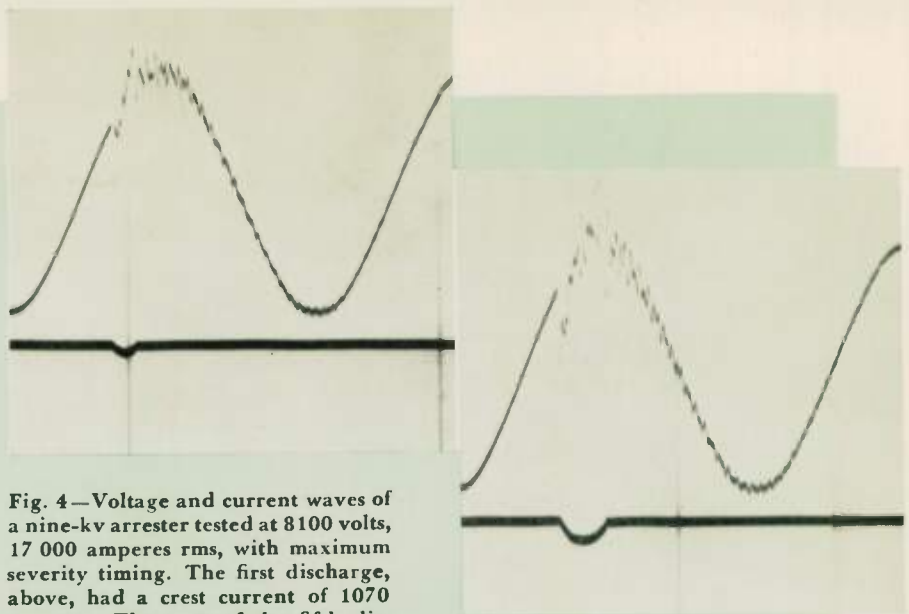 Fig. 4—Voltage and current waves of
a nine-kv arrester tested at 8100 volts,
17 000 amperes rms, with maximum
severity timing. The first discharge,
above, had a crest current of 1070